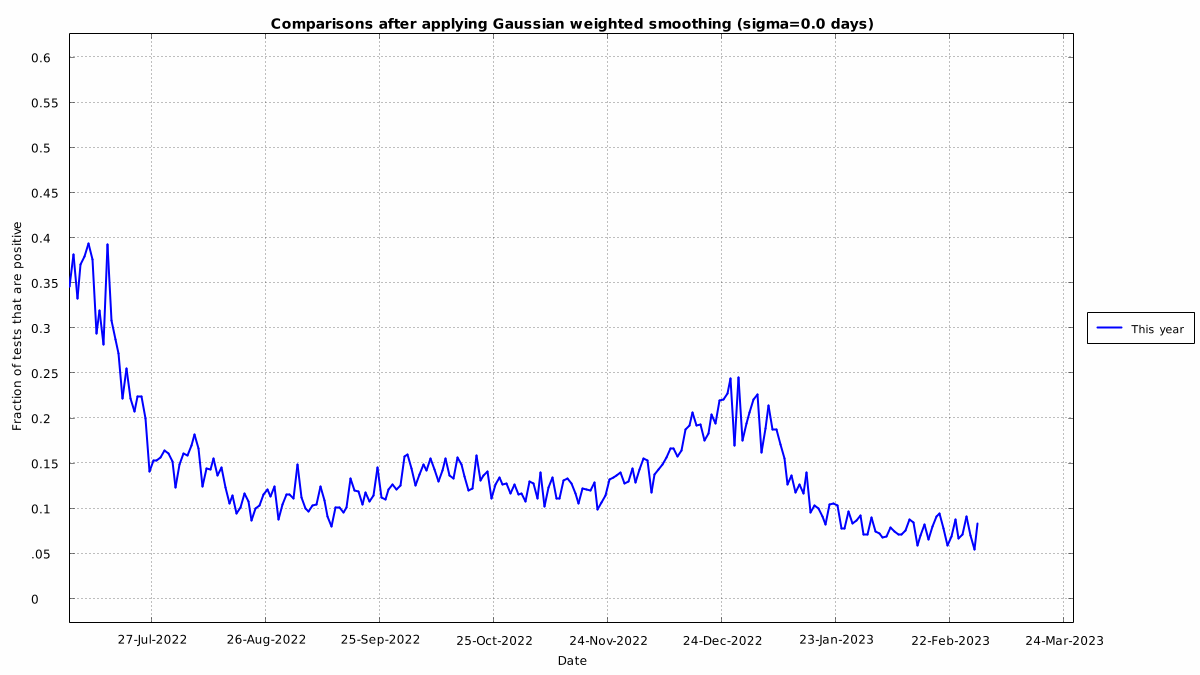 Comparisons after applying Gaussian weighted smoothing (sigma=0.0 days)
0.6
0.55
0.5
0.45
0.4
0.35
0.3
0.25
0.2
0.15
0.1
.05
0
Fraction of tests that are positive
This year
27-Jul-2022
26-Aug-2022
25-Sep-2022
25-Oct-2022
24-Nov-2022
24-Dec-2022
23-Jan-2023
22-Feb-2023
24-Mar-2023
Date